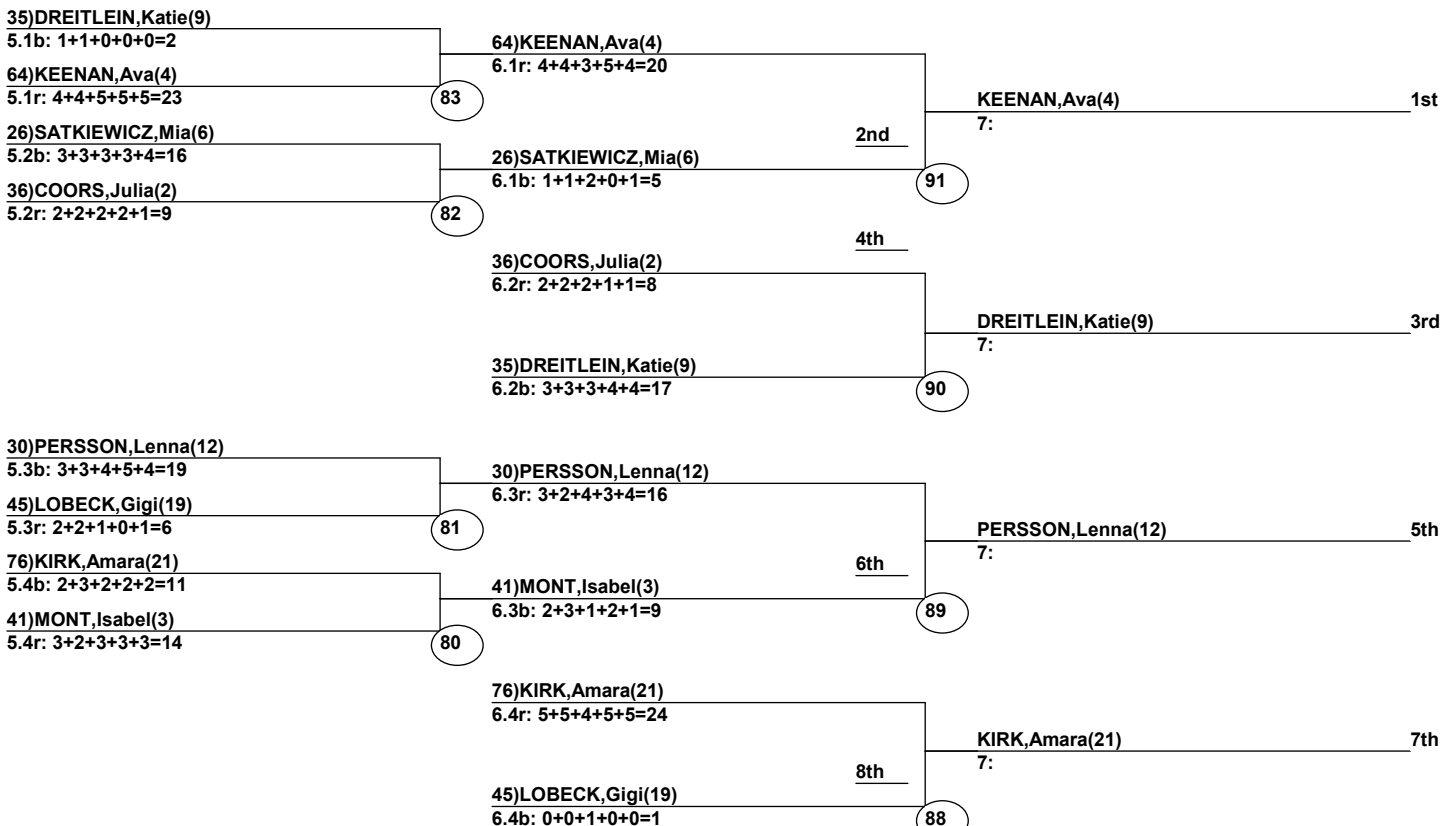 35)DREITLEIN,Katie(9)
5.1b: 1+1+0+0+0=2
64)KEENAN,Ava(4)
5.1r: 4+4+5+5+5=23
83
26)SATKIEWICZ,Mia(6)
5.2b: 3+3+3+3+4=16
36)COORS,Julia(2)
5.2r: 2+2+2+2+1=9
82
64)KEENAN,Ava(4)
6.1r: 4+4+3+5+4=20
26)SATKIEWICZ,Mia(6)
6.1b: 1+1+2+0+1=5
2nd
91
KEENAN,Ava(4)
1st
7:
36)COORS,Julia(2)
6.2r: 2+2+2+1+1=8
35)DREITLEIN,Katie(9)
6.2b: 3+3+3+4+4=17
4th
90
DREITLEIN,Katie(9)
3rd
7:
30)PERSSON,Lenna(12)
5.3b: 3+3+4+5+4=19
45)LOBECK,Gigi(19)
5.3r: 2+2+1+0+1=6
81
76)KIRK,Amara(21)
5.4b: 2+3+2+2+2=11
41)MONT,Isabel(3)
5.4r: 3+2+3+3+3=14
80
30)PERSSON,Lenna(12)
6.3r: 3+2+4+3+4=16
41)MONT,Isabel(3)
6.3b: 2+3+1+2+1=9
6th
89
PERSSON,Lenna(12)
5th
7:
76)KIRK,Amara(21)
6.4r: 5+5+4+5+5=24
45)LOBECK,Gigi(19)
6.4b: 0+0+1+0+0=1
8th
88
KIRK,Amara(21)
7th
7: